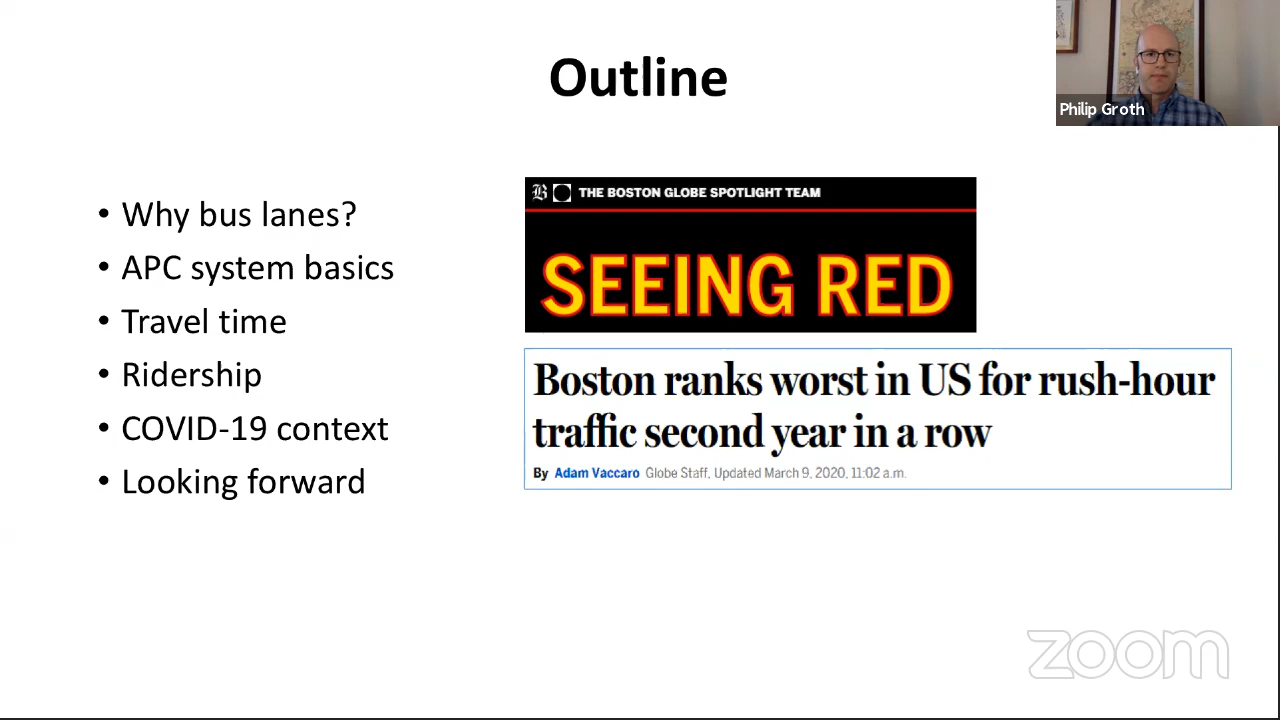 Outline
Philip Groth
• Why bus lanes?
• APC system basics
• Travel time
• Ridership
• COVID-19 context
• Looking forward
B THE BOSTON GLOBE SPOTLIGHT TEAM
SEEING RED
Boston ranks worst in US for rush-hour
traffic second year in a row
By Adam Vaccaro Globe Staff, Updated March 9, 2020, 11:02 a.m.
zoom